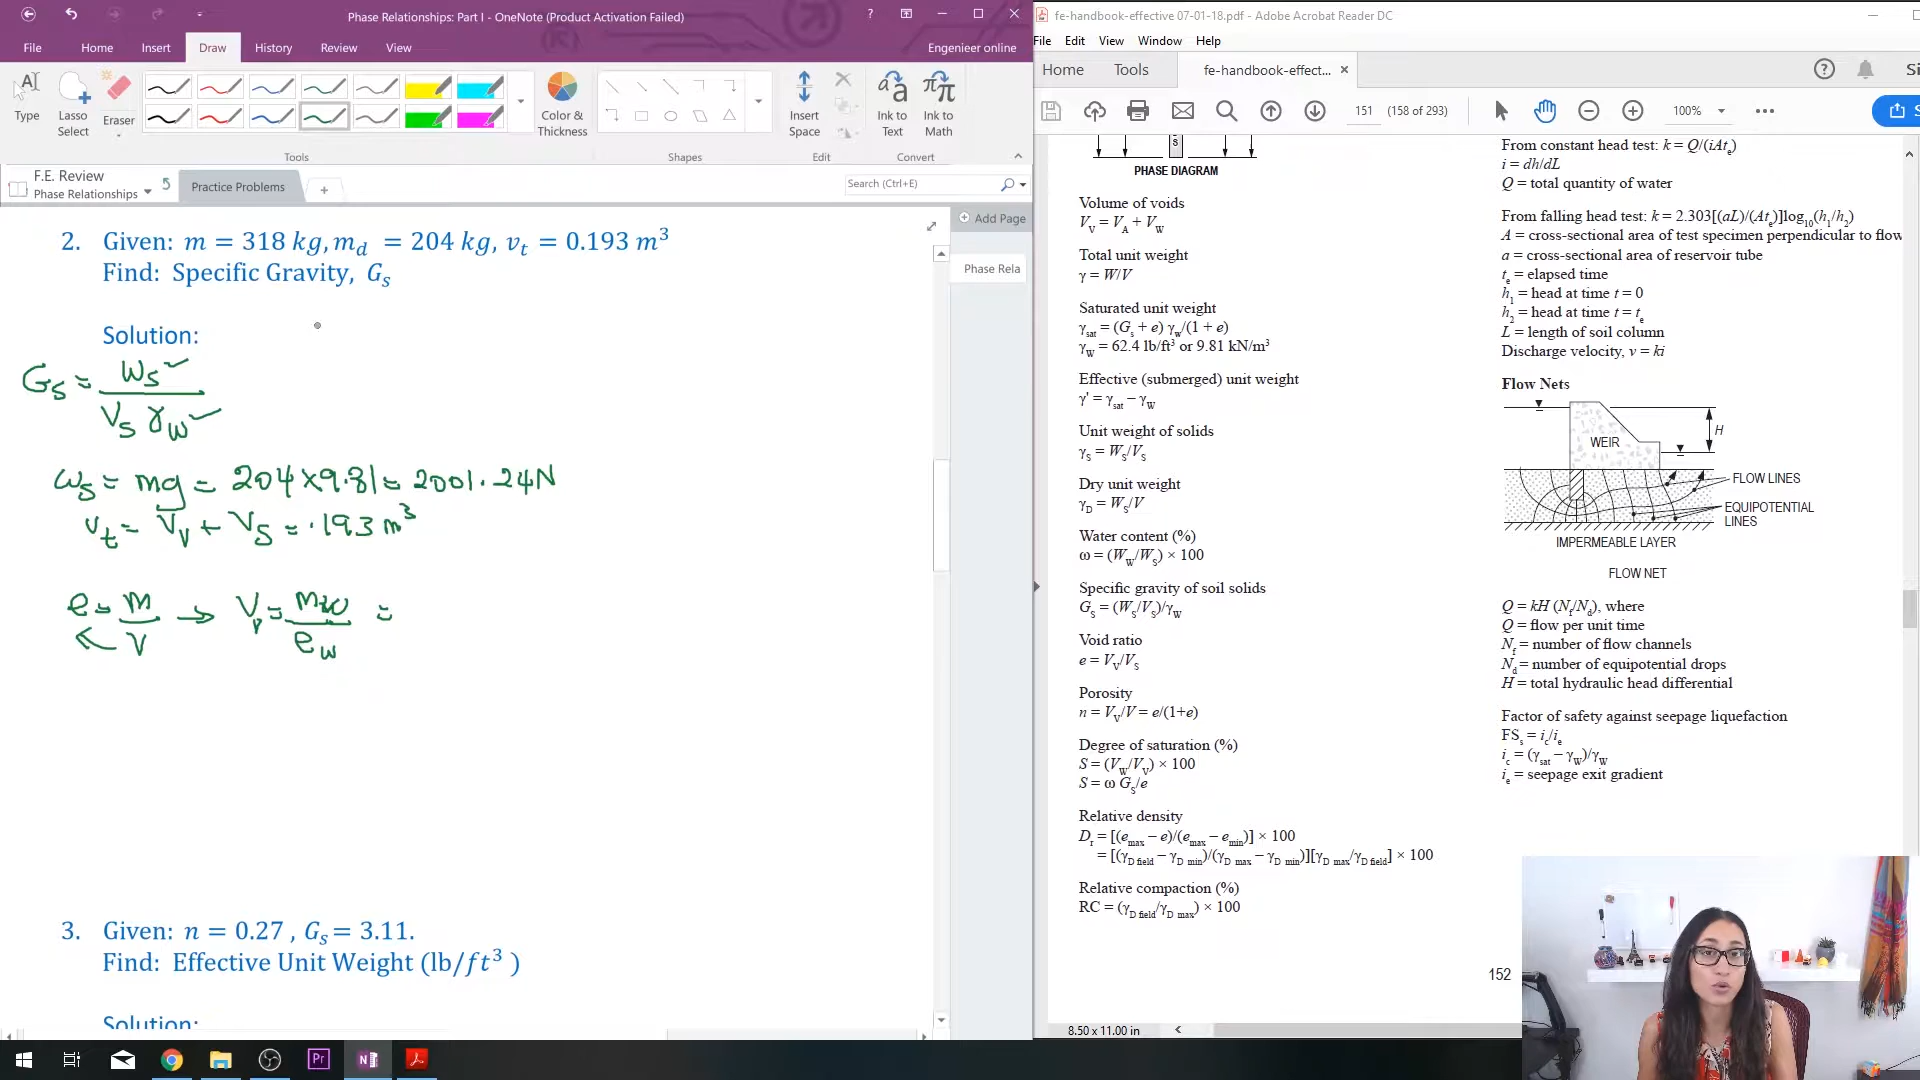 Phase Relationships: Part I - OneNote (Product Activation Failed)
File Home Insert Draw History Review View Engenieer online
Type
Lasso Select
Eraser
Color & Thickness
Insert Space
Ink to Text
Ink to Math
Tools Shapes Edit Convert
F.E. Review
Phase Relationships
Practice Problems
Search (Ctrl+E)
Add Page
Phase Rela
2. Given: m = 318 kg, m_d = 204 kg, v_t = 0.193 m³
Find: Specific Gravity, G_s
Solution:
G_s = W_s / V_s γ_w
W_s = mg = 204 x 9.81 = 2001.24N
V_t = V_v + V_s = .193 m³
e = m / V → V_v = m_w / e_w =
3. Given: n = 0.27 , G_s = 3.11.
Find: Effective Unit Weight (lb/ft³ )
Solution:
fe-handbook-effective 07-01-18.pdf - Adobe Acrobat Reader DC
File Edit View Window Help
Home Tools fe-handbook-effect... ×
151 (158 of 293) 100%
S
PHASE DIAGRAM
Volume of voids
V_V = V_A + V_W
Total unit weight
γ = W/V
Saturated unit weight
γ_sat = (G_s + e) γ_w/(1 + e)
γ_W = 62.4 lb/ft³ or 9.81 kN/m³
Effective (submerged) unit weight
γ' = γ_sat − γ_W
Unit weight of solids
γ_S = W_S/V_S
Dry unit weight
γ_D = W_S/V
Water content (%)
ω = (W_W/W_S) × 100
Specific gravity of soil solids
G_S = (W_S/V_S)/γ_W
Void ratio
e = V_V/V_S
Porosity
n = V_V/V = e/(1+e)
Degree of saturation (%)
S = (V_W/V_V) × 100
S = ω G_S/e
Relative density
D_r = [(e_max − e)/(e_max − e_min)] × 100
= [(γ_D field − γ_D min)/(γ_D max − γ_D min)][γ_D max/γ_D field] × 100
Relative compaction (%)
RC = (γ_D field/γ_D max) × 100
From constant head test: k = Q/(iAt_e)
i = dh/dL
Q = total quantity of water
From falling head test: k = 2.303[(aL)/(At_e)]log₁₀(h₁/h₂)
A = cross-sectional area of test specimen perpendicular to flow
a = cross-sectional area of reservoir tube
t_e = elapsed time
h₁ = head at time t = 0
h₂ = head at time t = t_e
L = length of soil column
Discharge velocity, v = ki
Flow Nets
WEIR
H
FLOW LINES
EQUIPOTENTIAL LINES
IMPERMEABLE LAYER
FLOW NET
Q = kH (N_f/N_d), where
Q = flow per unit time
N_f = number of flow channels
N_d = number of equipotential drops
H = total hydraulic head differential
Factor of safety against seepage liquefaction
FS_s = i_c/i_e
i_c = (γ_sat − γ_W)/γ_W
i_e = seepage exit gradient
152
8.50 x 11.00 in
Pr